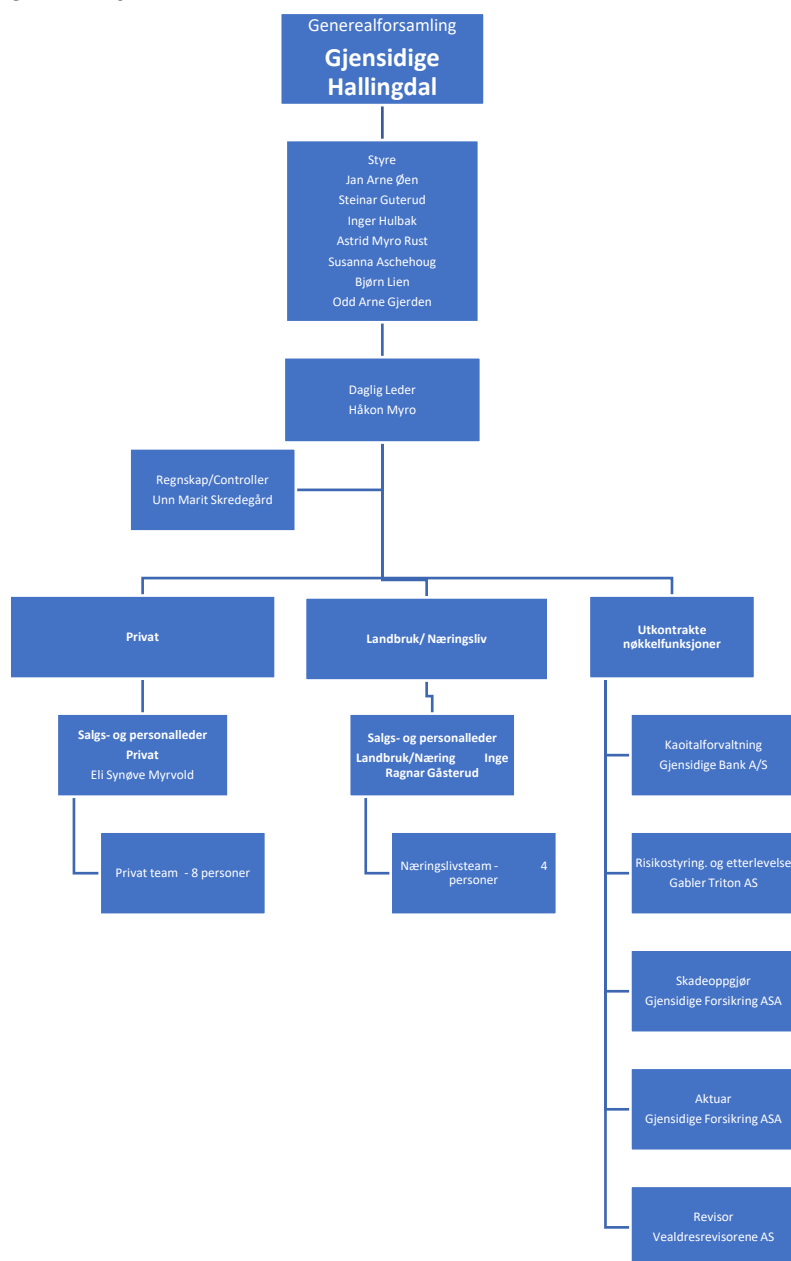 Generealforsamling
Gjensidige
Hallingdal
Styre
Jan Arne Øen
Steinar Guterud
Inger Hulbak
Astrid Myro Rust
Susanna Aschehoug
Bjørn Lien
Odd Arne Gjerden
Daglig Leder
Håkon Myro
Regnskap/Controller
Unn Marit Skredegård
Privat
Salgs- og personalleder
Privat
Eli Synøve Myrvold
Privat team - 8 personer
Landbruk/ Næringsliv
Salgs- og personalleder
Landbruk/Næring Inge
Ragnar Gåsterud
Næringslivsteam - 4
personer
Utkontrakte
nøkkelfunksjoner
Kaoitalforvaltning
Gjensidige Bank A/S
Risikostyring. og etterlevelse
Gabler Triton AS
Skadeoppgjør
Gjensidige Forsikring ASA
Aktuar
Gjensidige Forsikring ASA
Revisor
Vealdresrevisorene AS